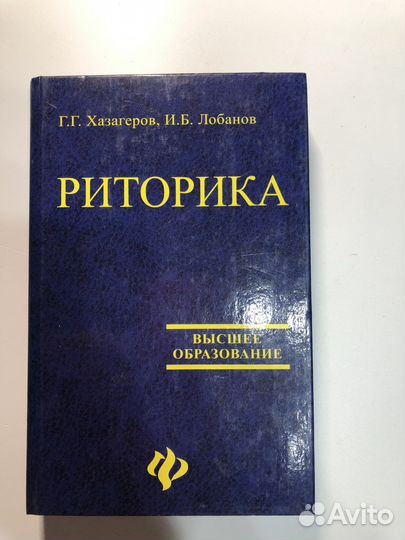 Г.Г. Хазагеров, И.Б. Лобанов
РИТОРИКА
ВЫСШЕЕ
ОБРАЗОВАНИЕ
Avito